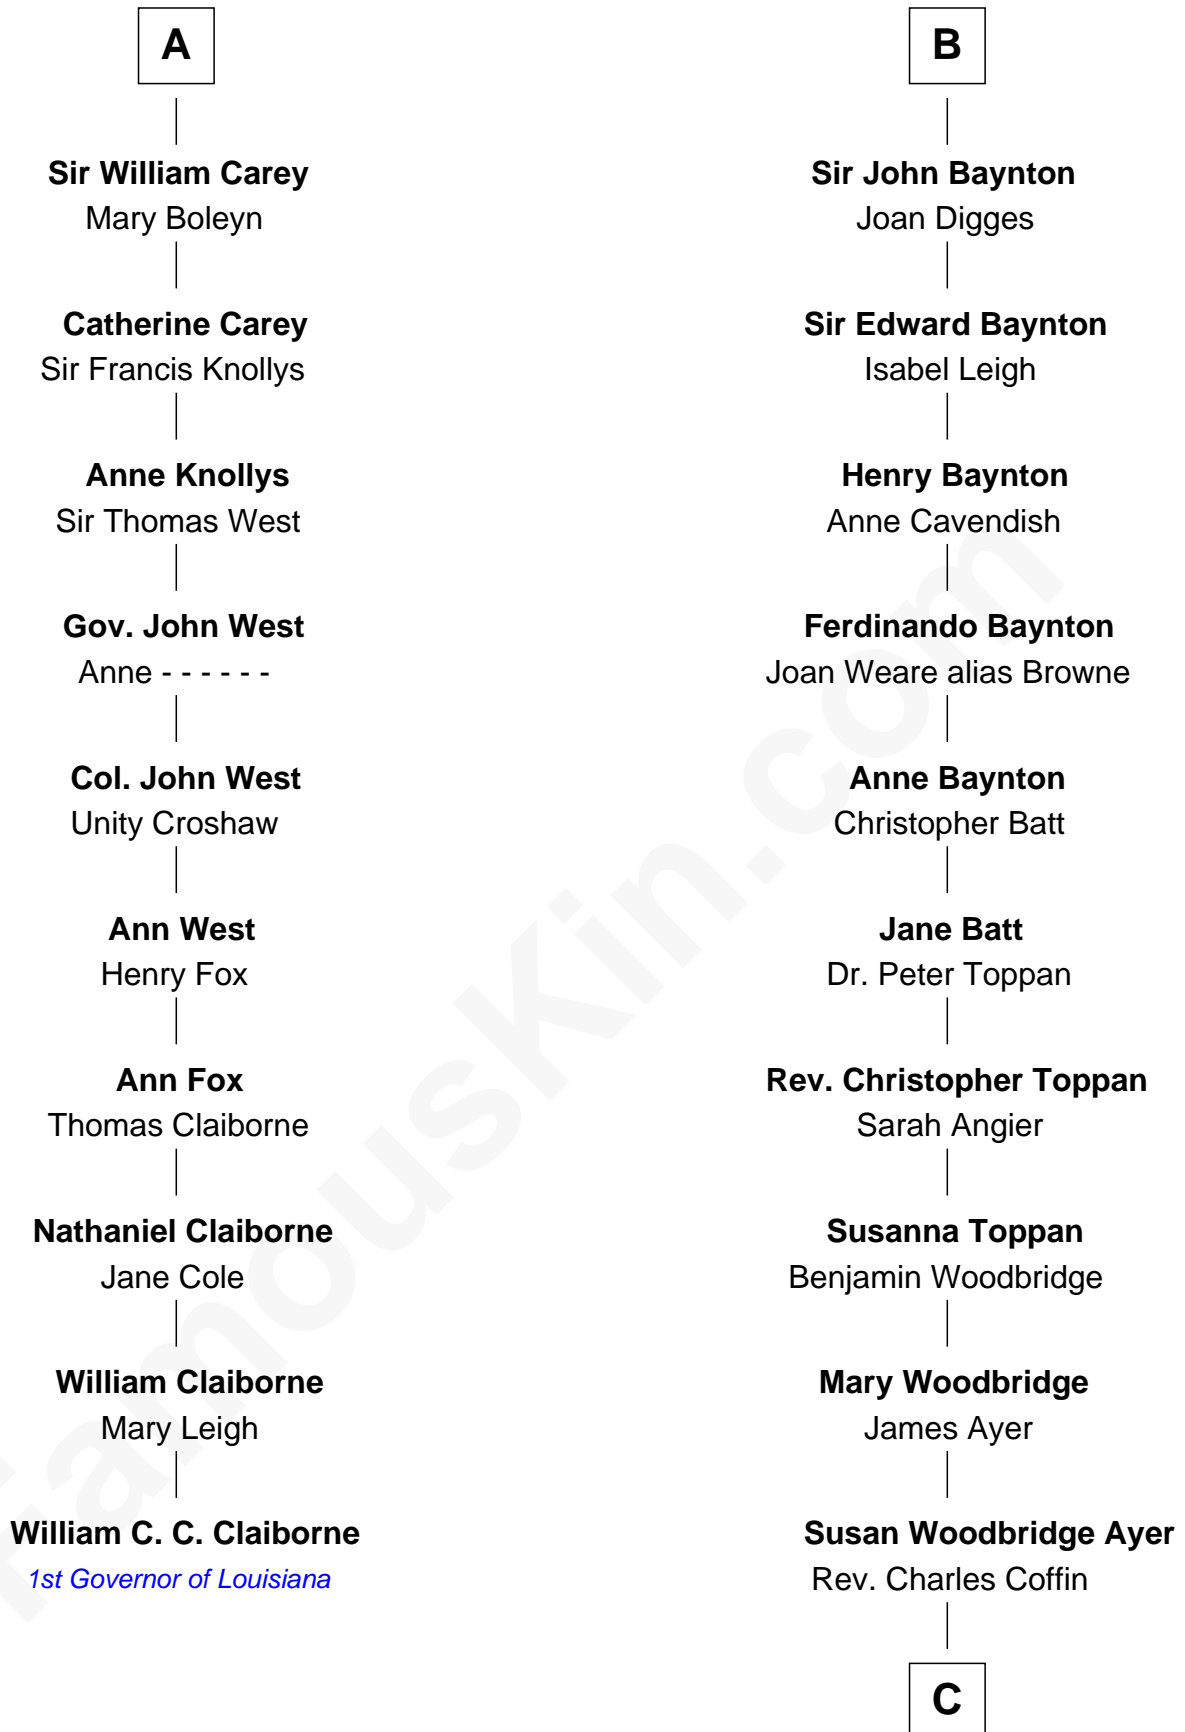 A
Sir William Carey
Mary Boleyn
Catherine Carey
Sir Francis Knollys
Anne Knollys
Sir Thomas West
Gov. John West
Anne - - - - - -
Col. John West
Unity Croshaw
Ann West
Henry Fox
Ann Fox
Thomas Claiborne
Nathaniel Claiborne
Jane Cole
William Claiborne
Mary Leigh
William C. C. Claiborne
1st Governor of Louisiana
B
Sir John Baynton
Joan Digges
Sir Edward Baynton
Isabel Leigh
Henry Baynton
Anne Cavendish
Ferdinando Baynton
Joan Weare alias Browne
Anne Baynton
Christopher Batt
Jane Batt
Dr. Peter Toppan
Rev. Christopher Toppan
Sarah Angier
Susanna Toppan
Benjamin Woodbridge
Mary Woodbridge
James Ayer
Susan Woodbridge Ayer
Rev. Charles Coffin
C
FamousKin.com